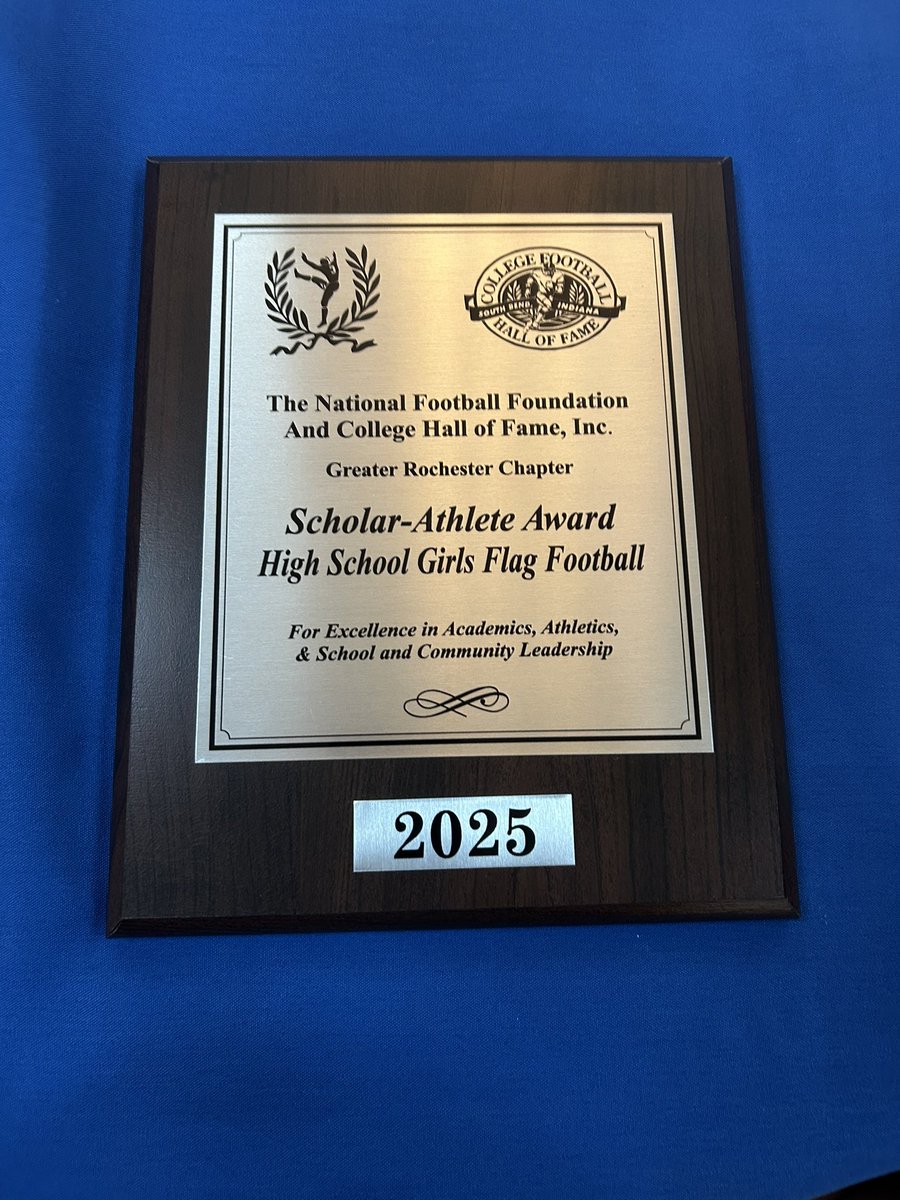 COLLEGE FOOTBALL
SOUTH BEND, INDIANA
HALL OF FAME
The National Football Foundation
And College Hall of Fame, Inc.
Greater Rochester Chapter
Scholar-Athlete Award
High School Girls Flag Football
For Excellence in Academics, Athletics,
& School and Community Leadership
2025